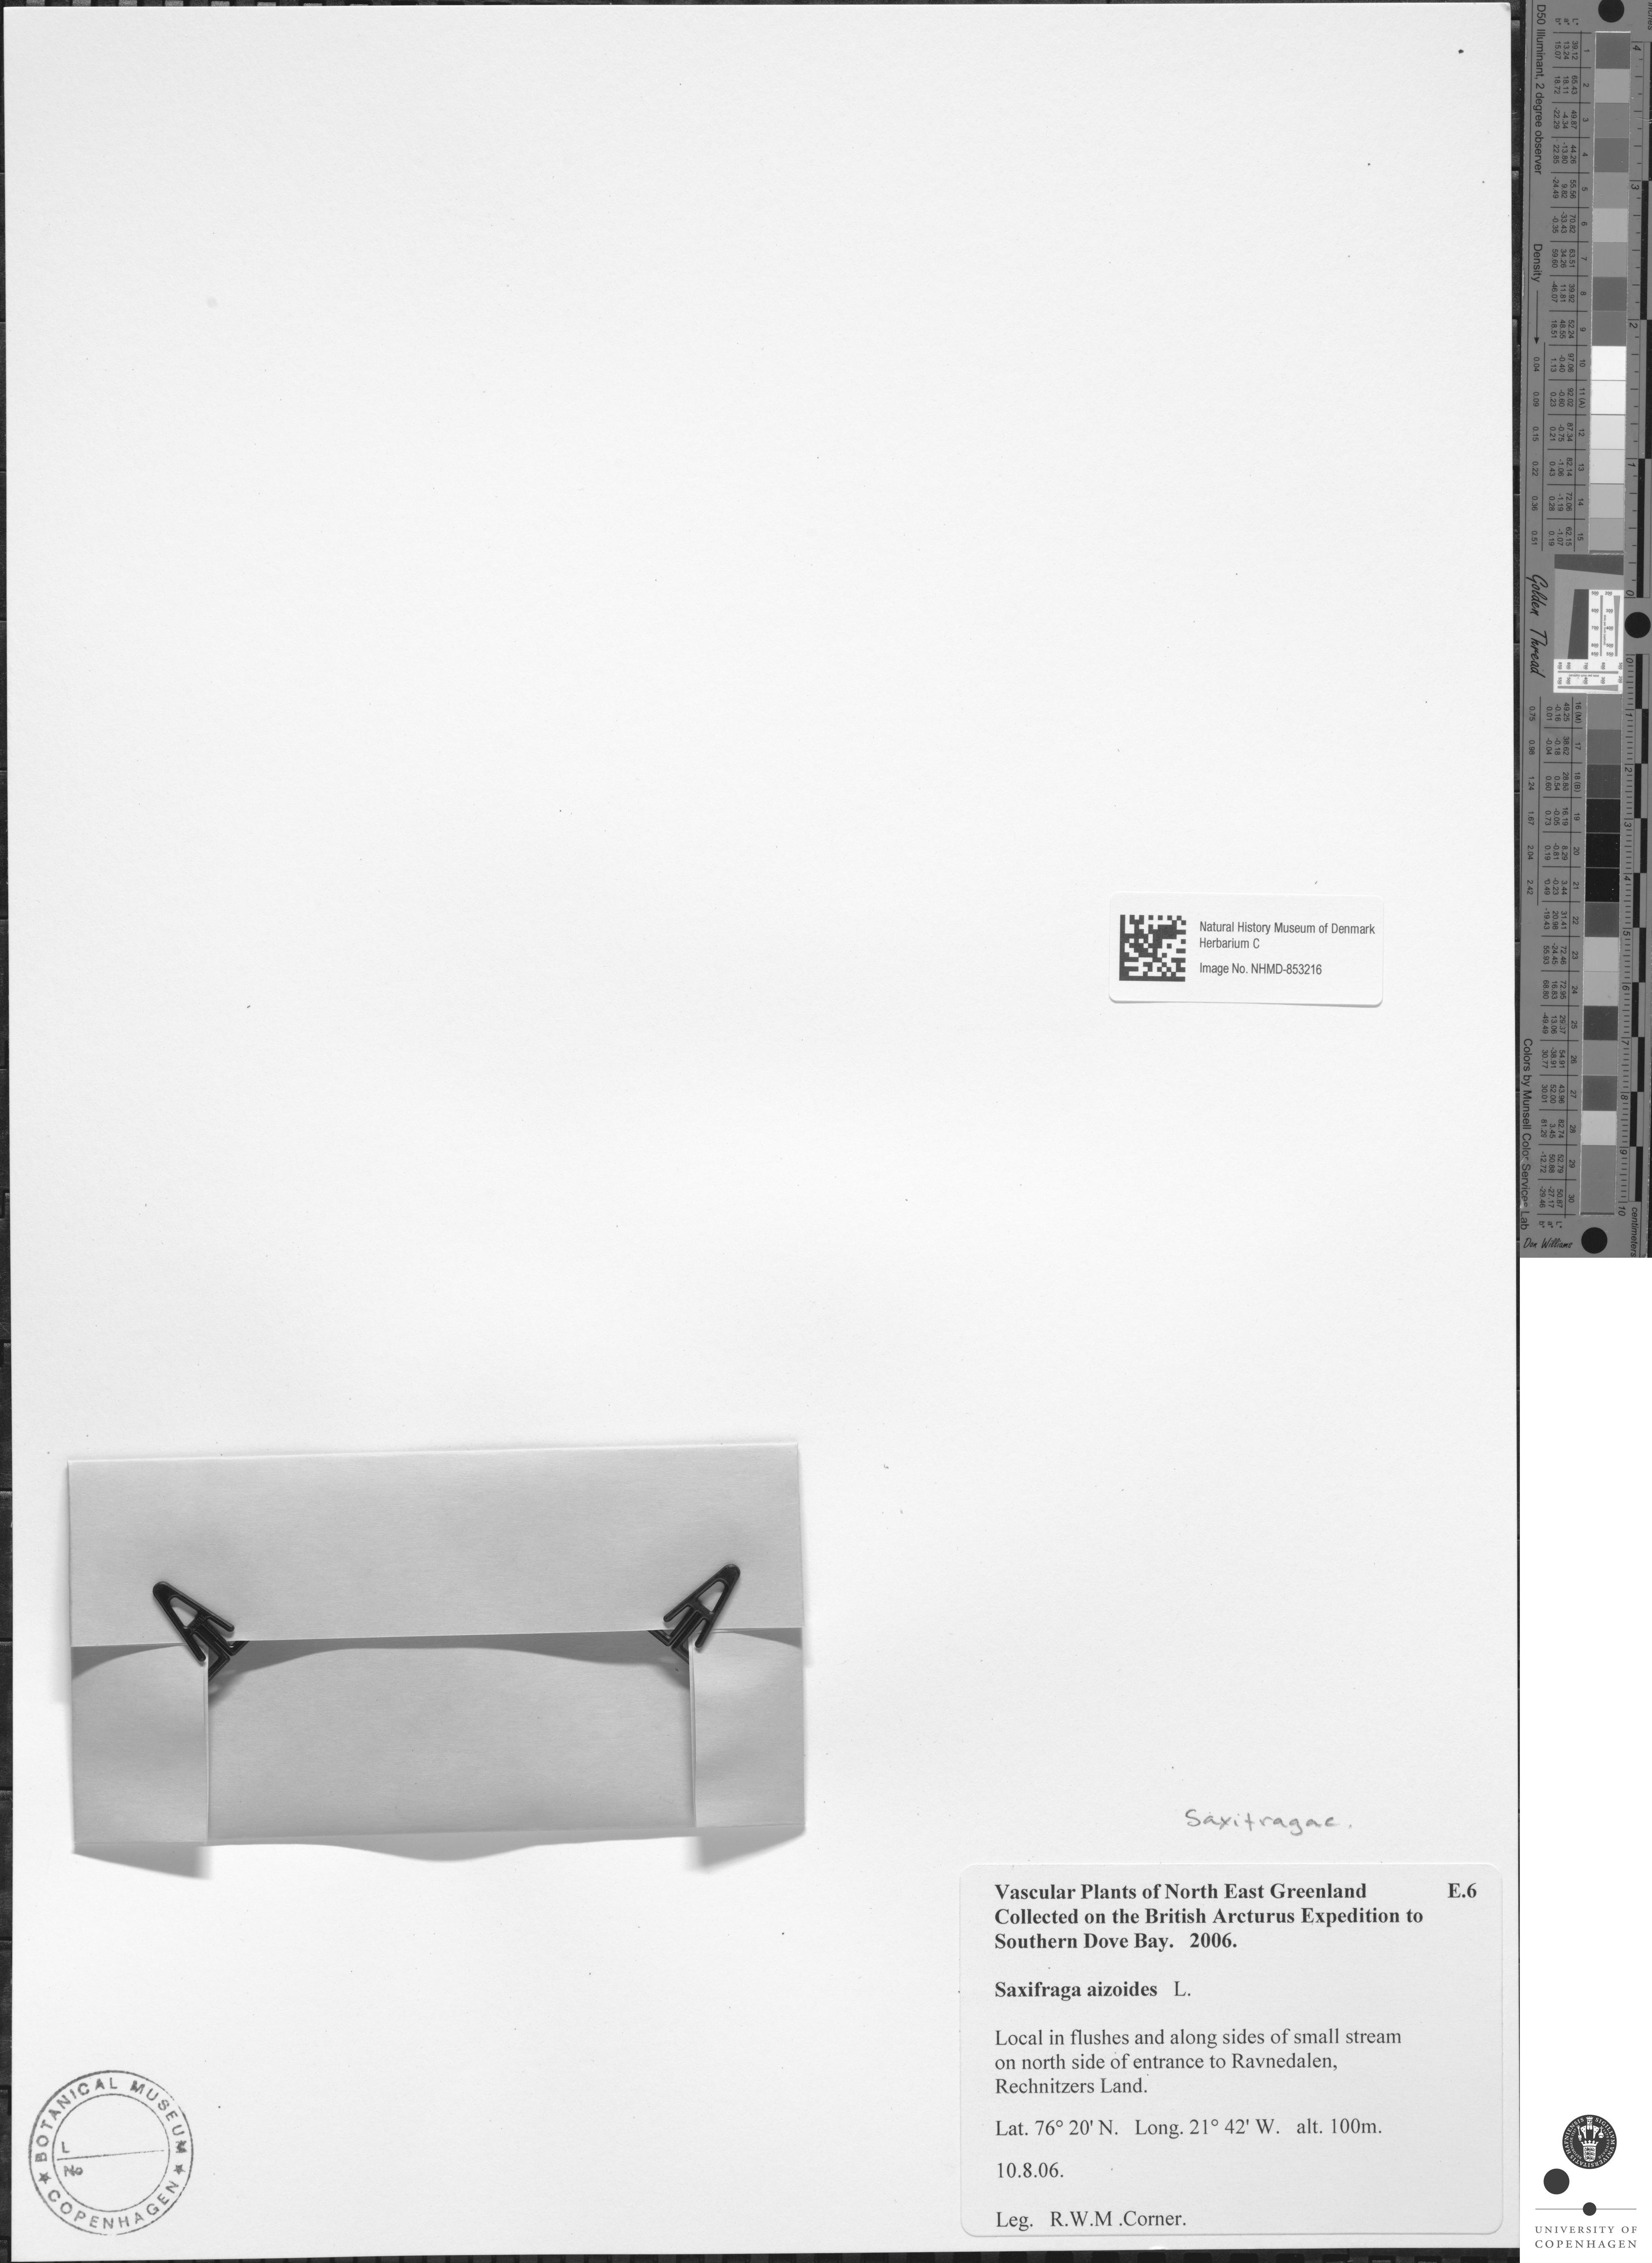 Natural History Museum of Denmark
Herbarium C
Image No. NHMD-853216
Saxifragac.
Vascular Plants of North East Greenland E.6
Collected on the British Arcturus Expedition to
Southern Dove Bay. 2006.
Saxifraga aizoides L.
Local in flushes and along sides of small stream
on north side of entrance to Ravnedalen,
Rechnitzers Land.
Lat. 76° 20' N. Long. 21° 42' W. alt. 100m.
10.8.06.
Leg. R.W.M .Corner.
BOTANICAL MUSEUM
L
No
COPENHAGEN
D50 Illuminant, 2 degree observer
Density
Golden Thread
Colors by Munsell Color Services Lab
Don Williams
centimeters
UNIVERSITY OF
COPENHAGEN